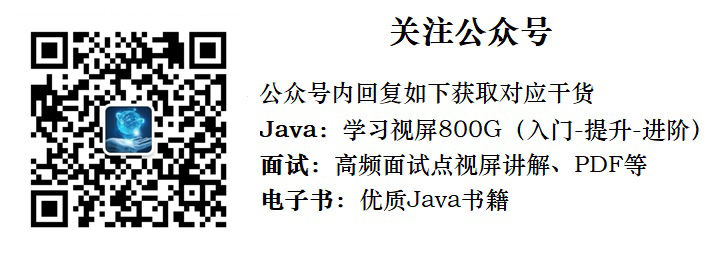 关注公众号
公众号内回复如下获取对应干货
Java：学习视屏800G（入门-提升-进阶）
面试：高频面试点视屏讲解、PDF等
电子书：优质Java书籍